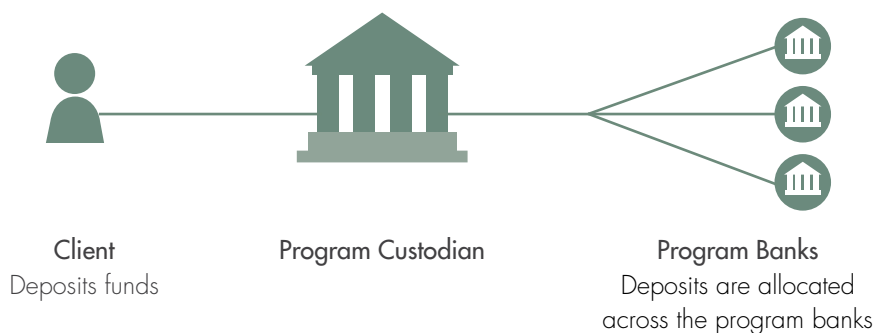 Client
Deposits funds
Program Custodian
Program Banks
Deposits are allocated
across the program banks